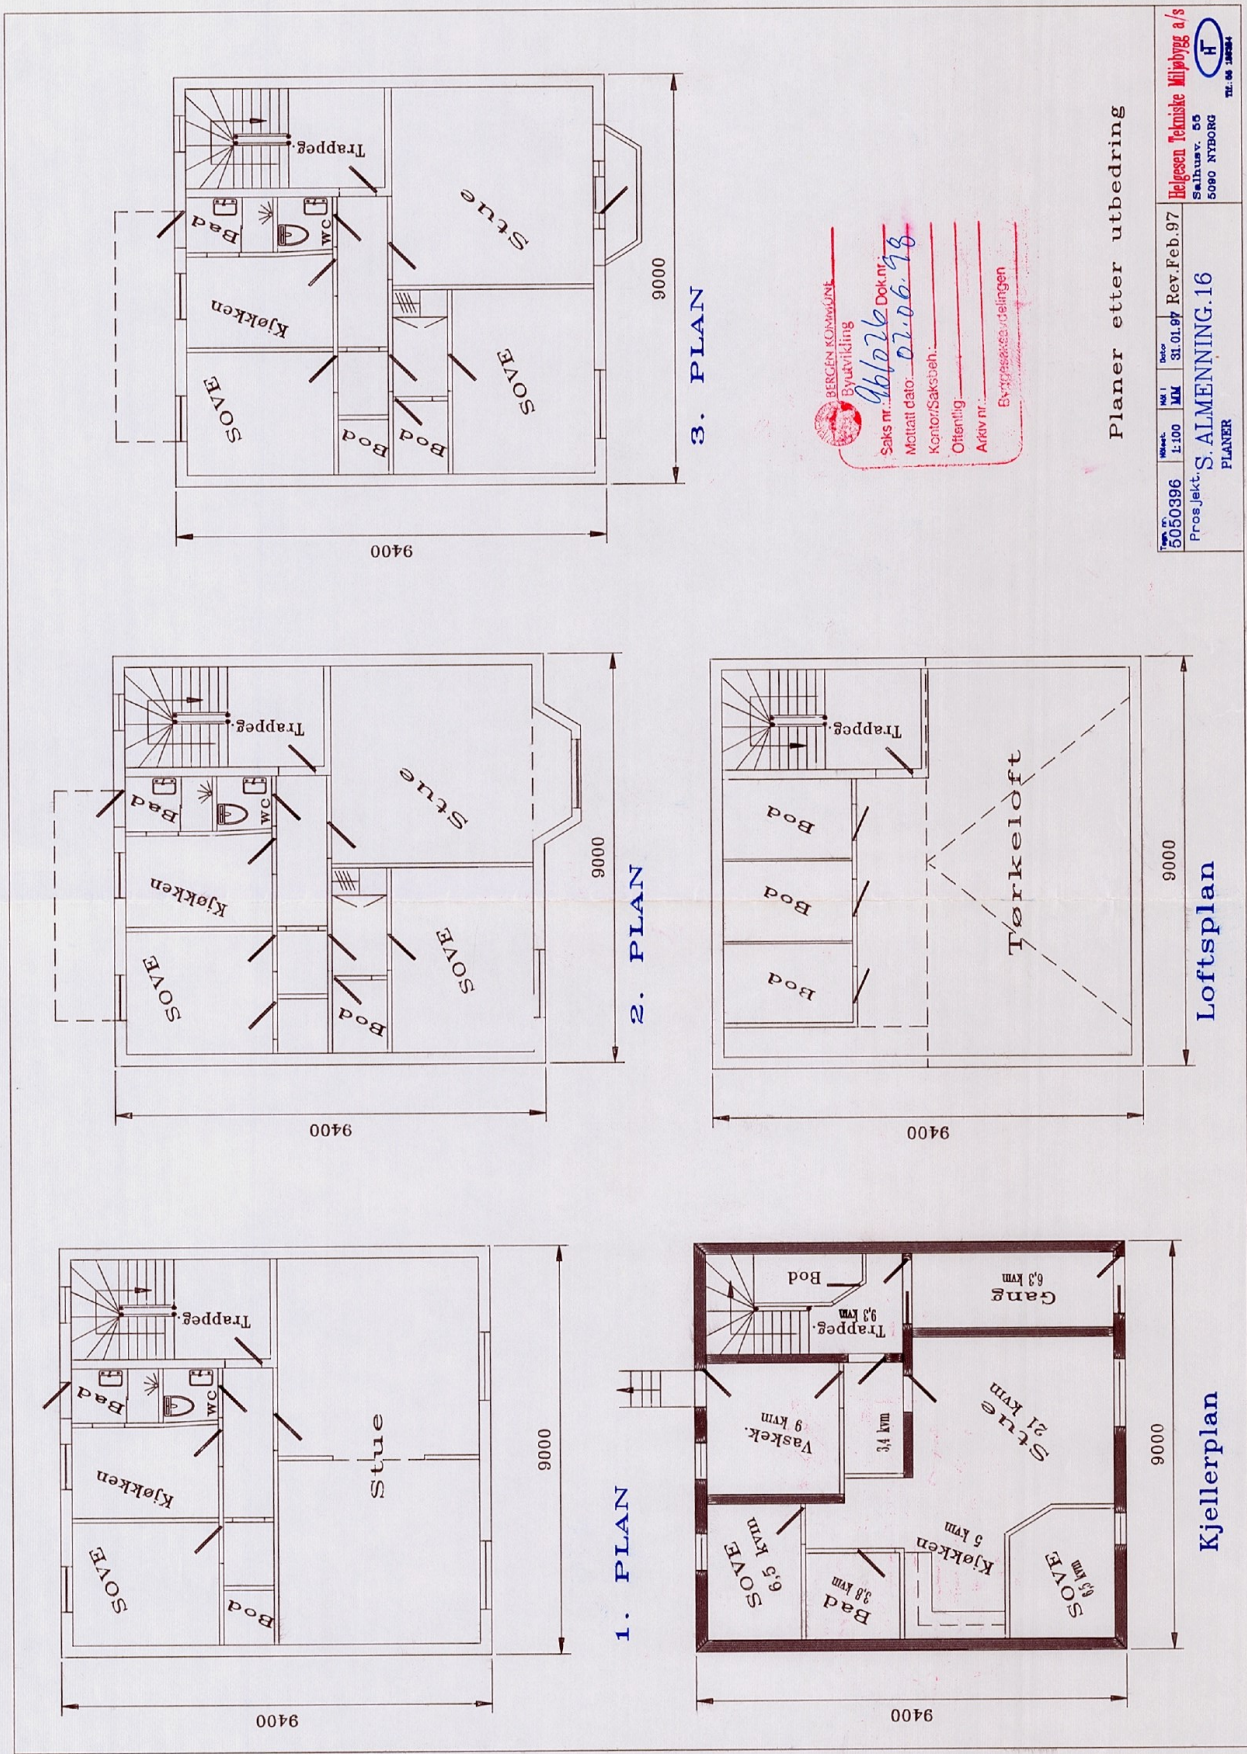 Trappeg.
Bad
WC
Kjøkken
SOVE
Stue
Bod
Bod
SOVE
9000
9400
3. PLAN
Trappeg.
Bad
WC
Kjøkken
SOVE
Stue
Bod
SOVE
9000
9400
2. PLAN
Trappeg.
Bad
WC
Kjøkken
SOVE
Bod
Stue
9000
9400
1. PLAN
Trappeg.
Bod
Bod
Bod
Tørkeloft
9000
9400
Loftsplan
Bod
Trappeg.
9,3 kvm
Gang
6,3 kvm
Vaskek.
9 kvm
3,4 kvm
Stue
21 kvm
SOVE
6,5 kvm
Bad
3,8 kvm
Kjøkken
5 kvm
SOVE
6,5 kvm
9000
9400
Kjellerplan
BERGEN KOMMUNE
Byutvikling
Saks nr.: 961026 Dok.nr.:
Mottatt dato: 02.06.98
Kontor/Saksbeh.:
Offentlig:
Arkiv nr.:
Byggesaksavdelingen
Planer etter utbedring
Tegn. nr. 5050396
Målest. 1:100
Mål i MM
Dato: 31.01.97 Rev.Feb.97
Prosjekt. S. ALMENNING.16
PLANER
Helgesen Tekniske Miljøbygg a/s
Salhusv. 55
5090 NYBORG
HT